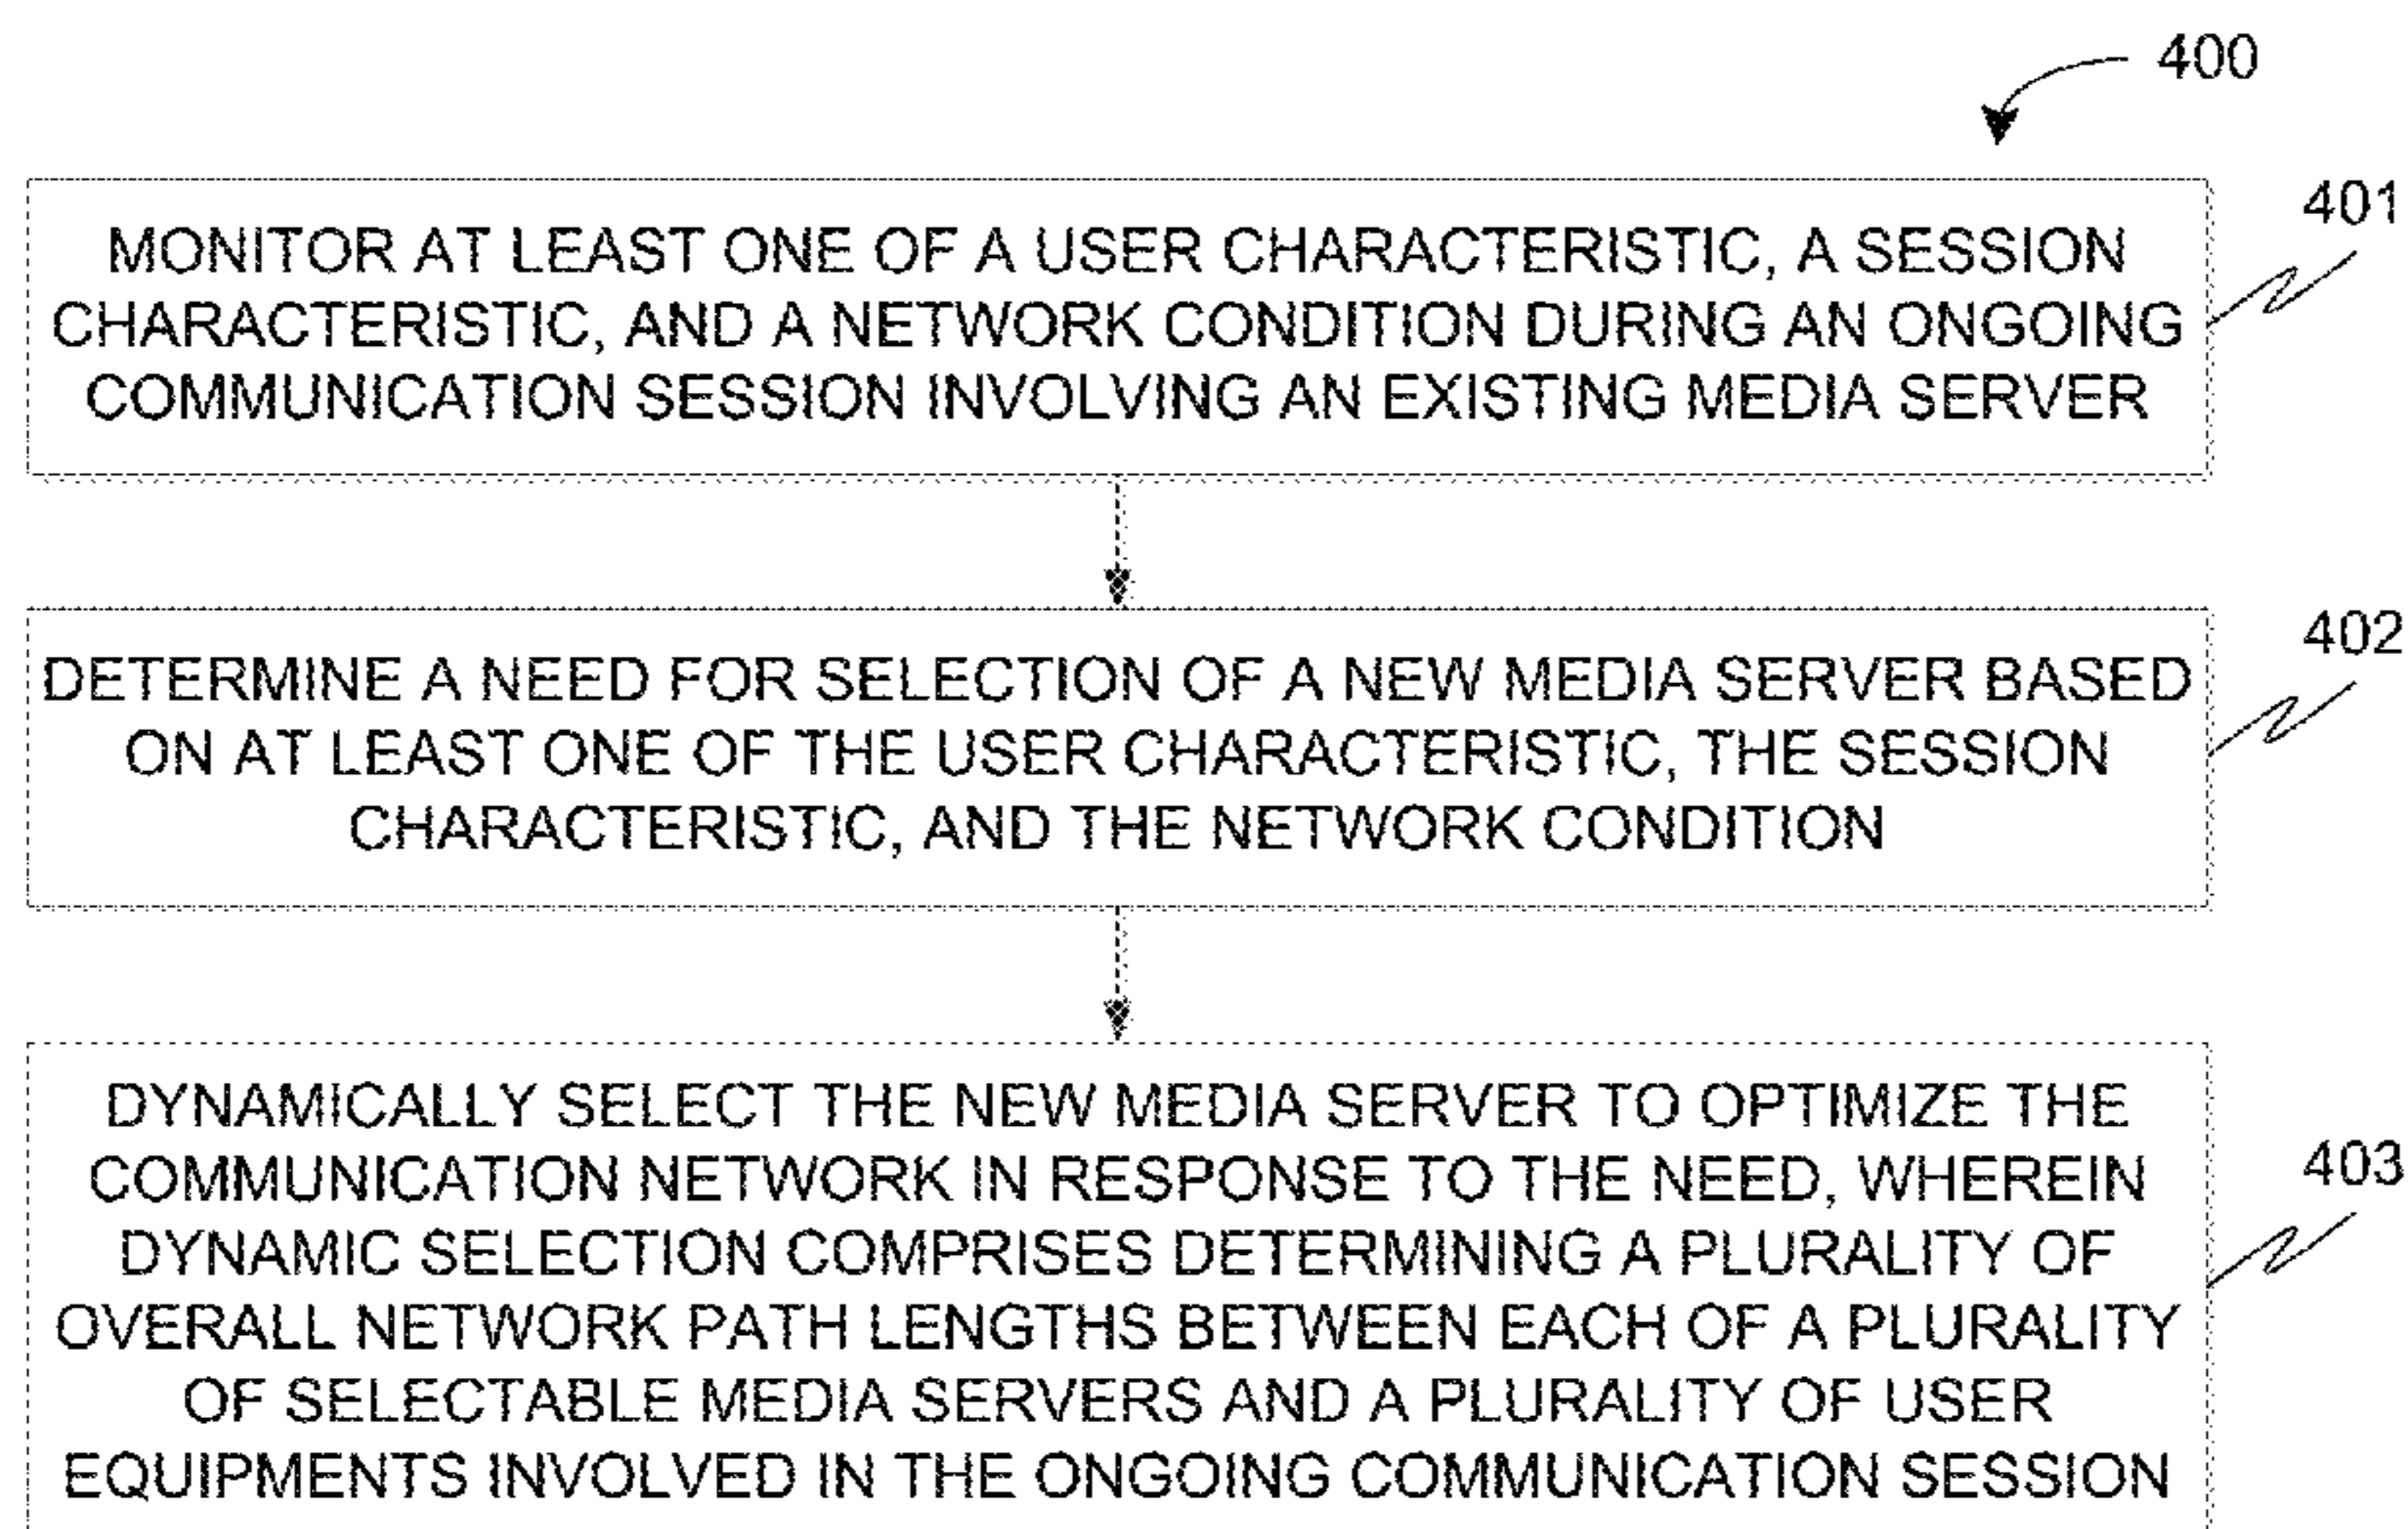 400
401
MONITOR AT LEAST ONE OF A USER CHARACTERISTIC, A SESSION
CHARACTERISTIC, AND A NETWORK CONDITION DURING AN ONGOING
COMMUNICATION SESSION INVOLVING AN EXISTING MEDIA SERVER
402
DETERMINE A NEED FOR SELECTION OF A NEW MEDIA SERVER BASED
ON AT LEAST ONE OF THE USER CHARACTERISTIC, THE SESSION
CHARACTERISTIC, AND THE NETWORK CONDITION
403
DYNAMICALLY SELECT THE NEW MEDIA SERVER TO OPTIMIZE THE
COMMUNICATION NETWORK IN RESPONSE TO THE NEED, WHEREIN
DYNAMIC SELECTION COMPRISES DETERMINING A PLURALITY OF
OVERALL NETWORK PATH LENGTHS BETWEEN EACH OF A PLURALITY
OF SELECTABLE MEDIA SERVERS AND A PLURALITY OF USER
EQUIPMENTS INVOLVED IN THE ONGOING COMMUNICATION SESSION